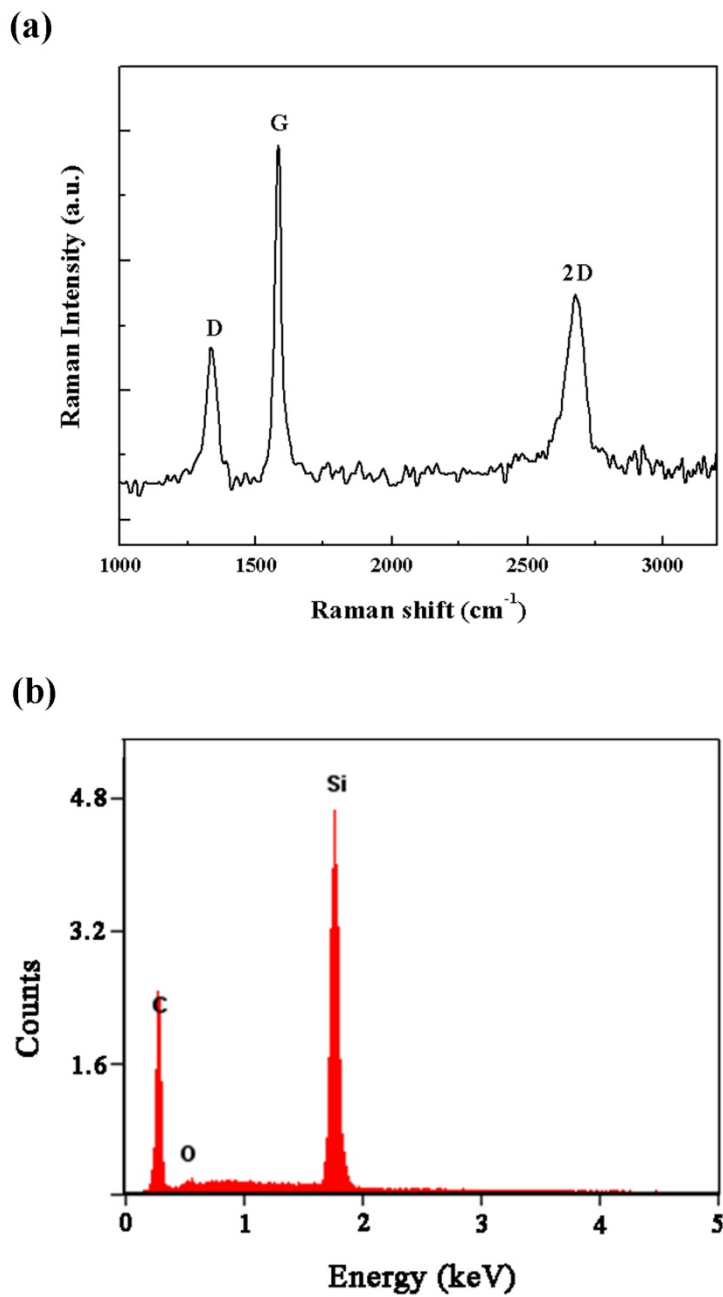 (a)
G
2D
D
Raman Intensity (a.u.)
1000 1500 2000 2500 3000
Raman shift (cm⁻¹)
(b)
Si
4.8
3.2
C
1.6
O
Counts
0 1 2 3 4 5
Energy (keV)